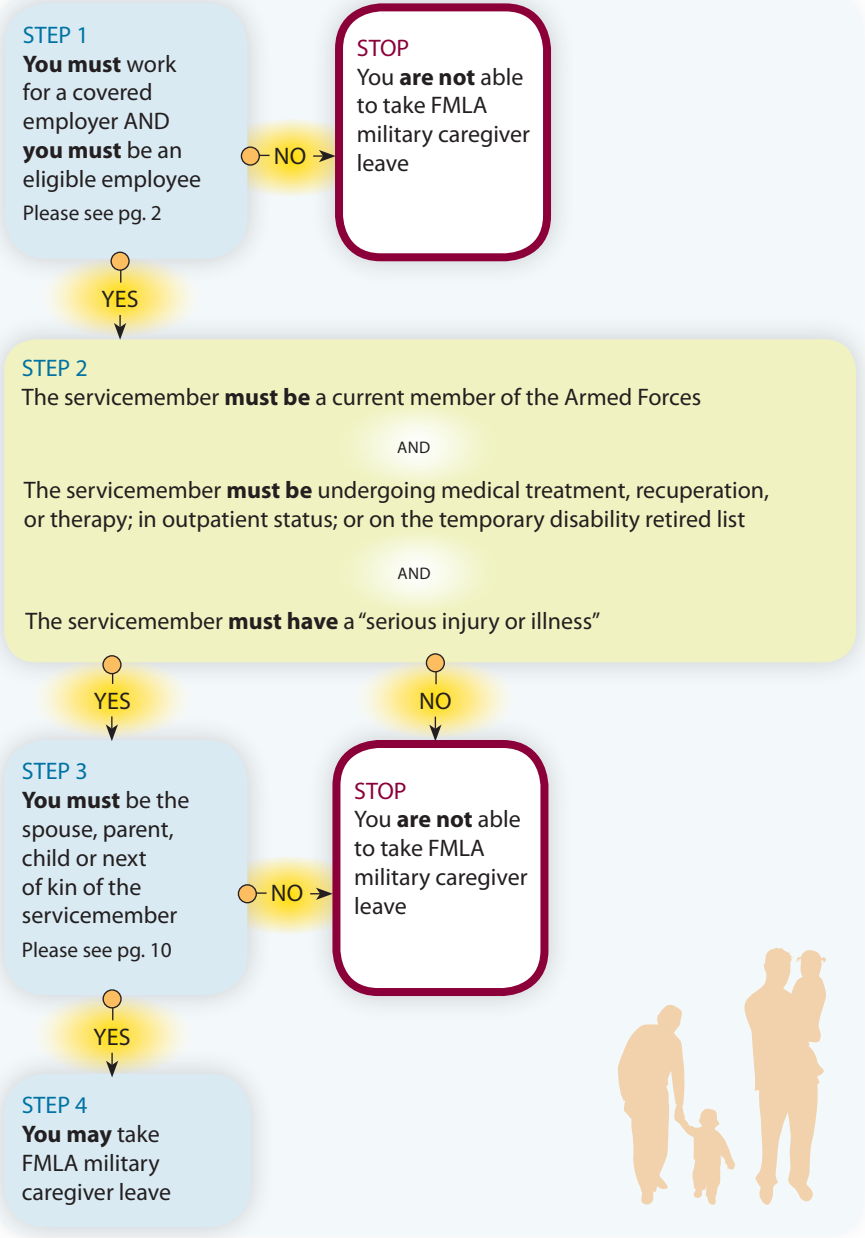 STEP 1
You must work
for a covered
employer AND
you must be an
eligible employee
Please see pg. 2
NO
STOP
You are not able
to take FMLA
military caregiver
leave
YES
STEP 2
The servicemember must be a current member of the Armed Forces
AND
The servicemember must be undergoing medical treatment, recuperation,
or therapy; in outpatient status; or on the temporary disability retired list
AND
The servicemember must have a “serious injury or illness”
YES
NO
STEP 3
You must be the
spouse, parent,
child or next
of kin of the
servicemember
Please see pg. 10
NO
STOP
You are not able
to take FMLA
military caregiver
leave
YES
STEP 4
You may take
FMLA military
caregiver leave